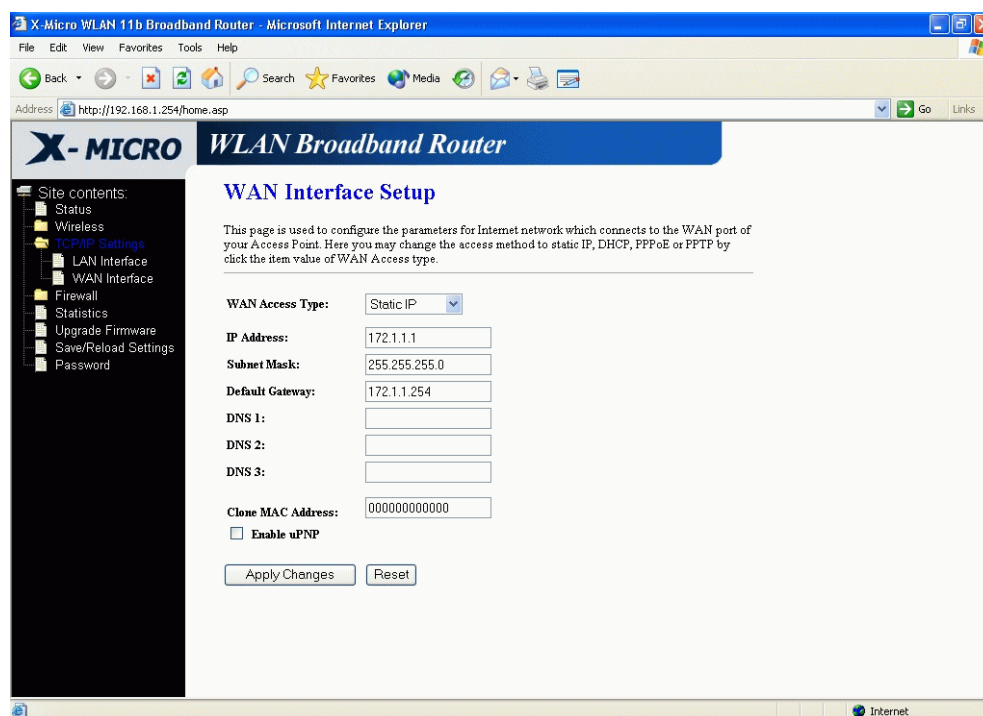 X-Micro WLAN 11b Broadband Router - Microsoft Internet Explorer
File Edit View Favorites Tools Help
Back Search Favorites Media
Address http://192.168.1.254/home.asp Go Links
X-MICRO
WLAN Broadband Router
Site contents:
Status
Wireless
TCP/IP Settings
LAN Interface
WAN Interface
Firewall
Statistics
Upgrade Firmware
Save/Reload Settings
Password
WAN Interface Setup
This page is used to configure the parameters for Internet network which connects to the WAN port of
your Access Point. Here you may change the access method to static IP, DHCP, PPPoE or PPTP by
click the item value of WAN Access type.
WAN Access Type: Static IP
IP Address: 172.1.1.1
Subnet Mask: 255.255.255.0
Default Gateway: 172.1.1.254
DNS 1:
DNS 2:
DNS 3:
Clone MAC Address: 000000000000
Enable uPNP
Apply Changes Reset
Internet